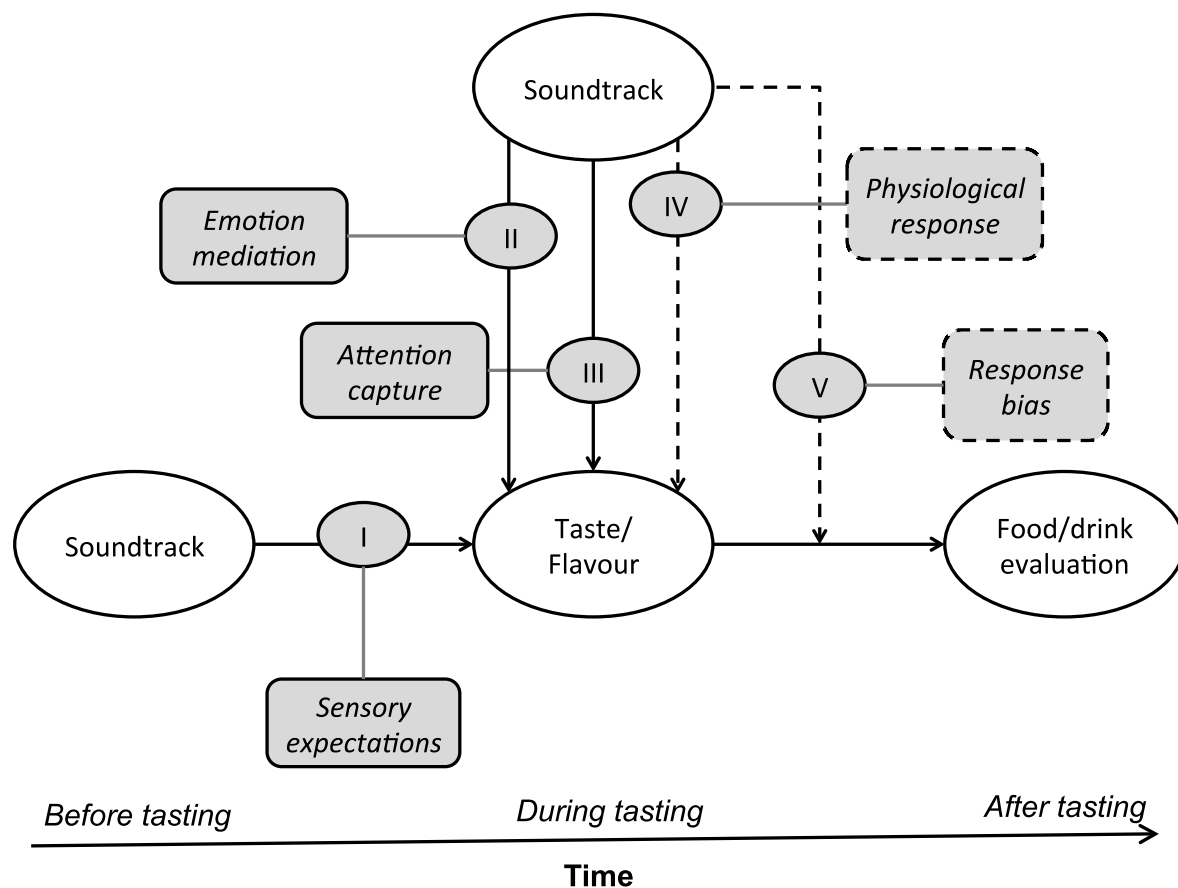 Soundtrack
Physiological
response
IV
Emotion
mediation
II
Attention
capture
III
Response
bias
V
Soundtrack
I
Taste/
Flavour
Food/drink
evaluation
Sensory
expectations
Before tasting
During tasting
After tasting
Time